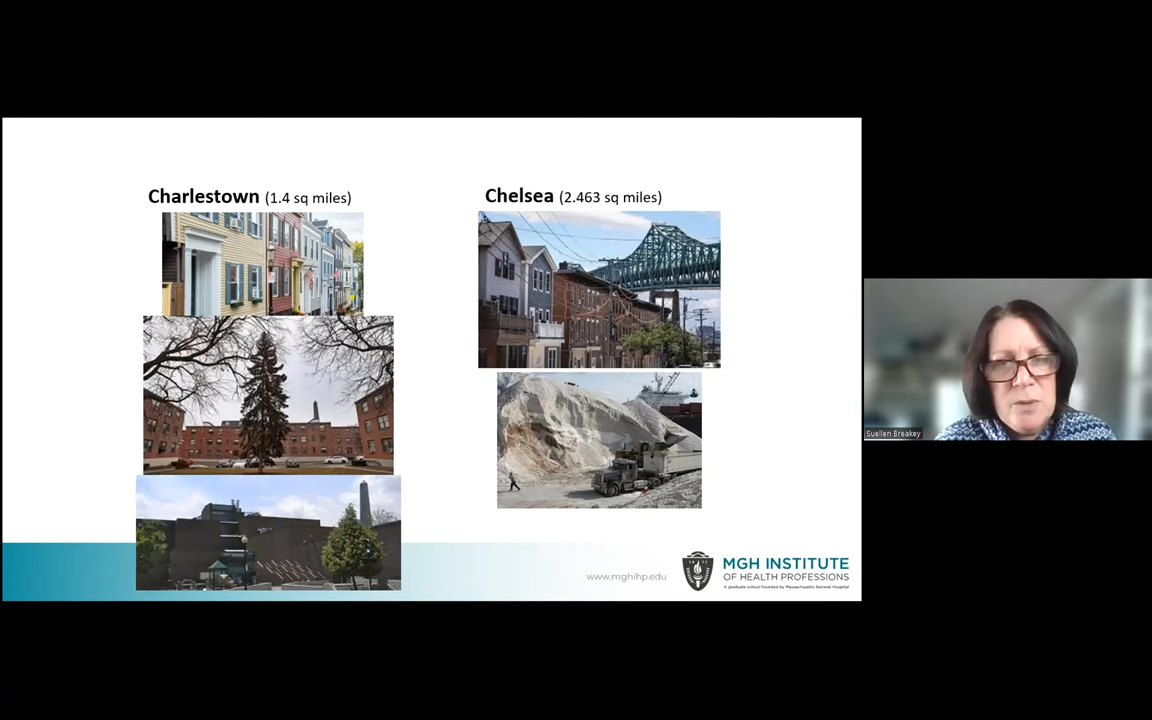 Charlestown (1.4 sq miles)
Chelsea (2.463 sq miles)
Suellen Breakey
www.mghihp.edu
MGH INSTITUTE
OF HEALTH PROFESSIONS
A graduate school founded by Massachusetts General Hospital